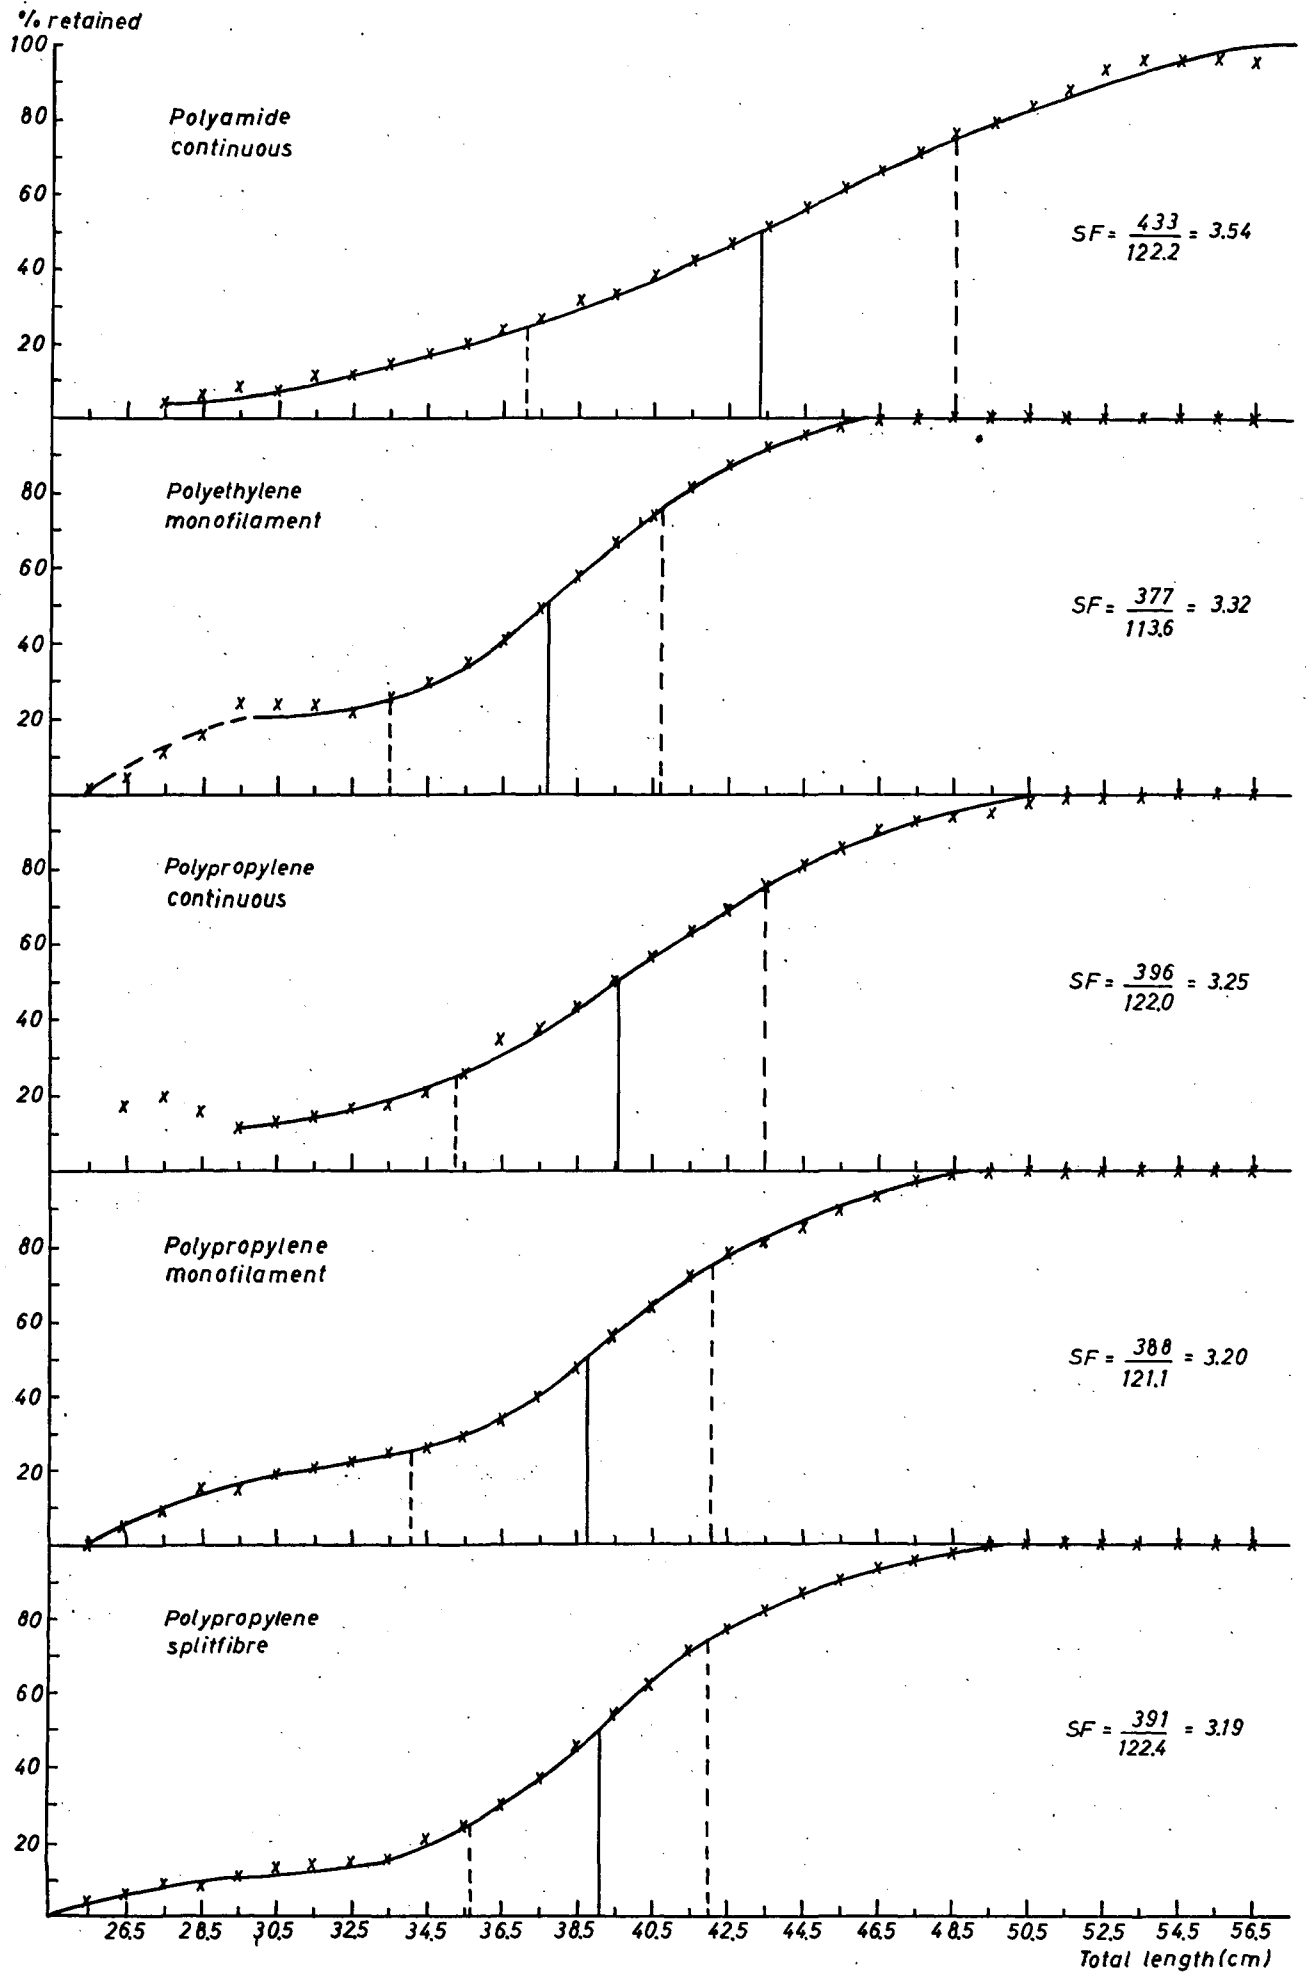 % retained
100
Polyamide
continuous
80
60
SF = 433/122.2 = 3.54
40
20
Polyethylene
monofilament
80
60
SF = 377/113.6 = 3.32
40
20
Polypropylene
continuous
80
60
SF = 396/122.0 = 3.25
40
20
Polypropylene
monofilament
80
60
SF = 388/121.1 = 3.20
40
20
Polypropylene
splitfibre
80
60
SF = 391/122.4 = 3.19
40
20
26.5 28.5 30.5 32.5 34.5 36.5 38.5 40.5 42.5 44.5 46.5 48.5 50.5 52.5 54.5 56.5
Total length (cm)